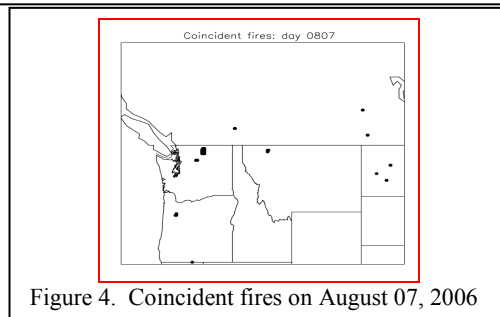 Coincident fires: day 0807
Figure 4.  Coincident fires on August 07, 2006